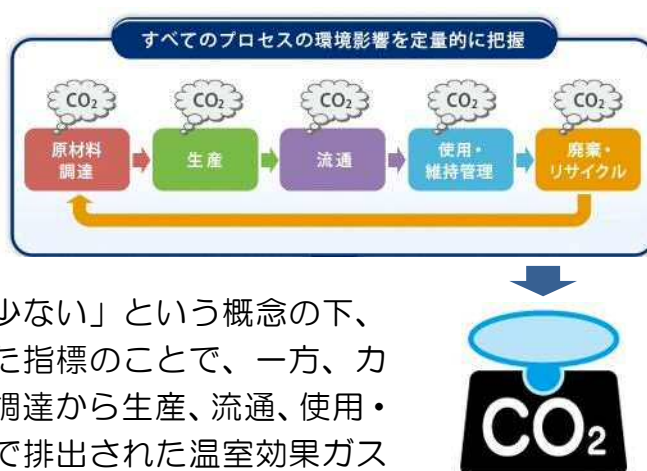 すべてのプロセスの環境影響を定量的に把握
CO₂ CO₂ CO₂ CO₂ CO₂
原材料
調達
生産
流通
使用・
維持管理
廃棄・
リサイクル
少ない」という概念の下、
た指標のことで、一方、カ
調達から生産、流通、使用・
で排出された温室効果ガス
CO₂